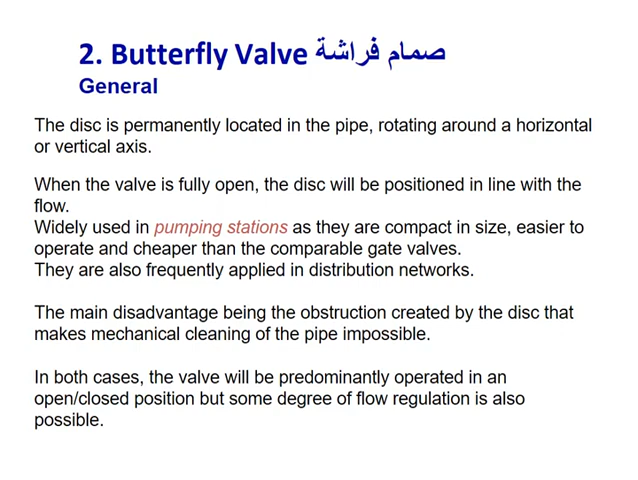 2. Butterfly Valve صمام فراشة
General
The disc is permanently located in the pipe, rotating around a horizontal
or vertical axis.
When the valve is fully open, the disc will be positioned in line with the
flow.
Widely used in pumping stations as they are compact in size, easier to
operate and cheaper than the comparable gate valves.
They are also frequently applied in distribution networks.
The main disadvantage being the obstruction created by the disc that
makes mechanical cleaning of the pipe impossible.
In both cases, the valve will be predominantly operated in an
open/closed position but some degree of flow regulation is also
possible.